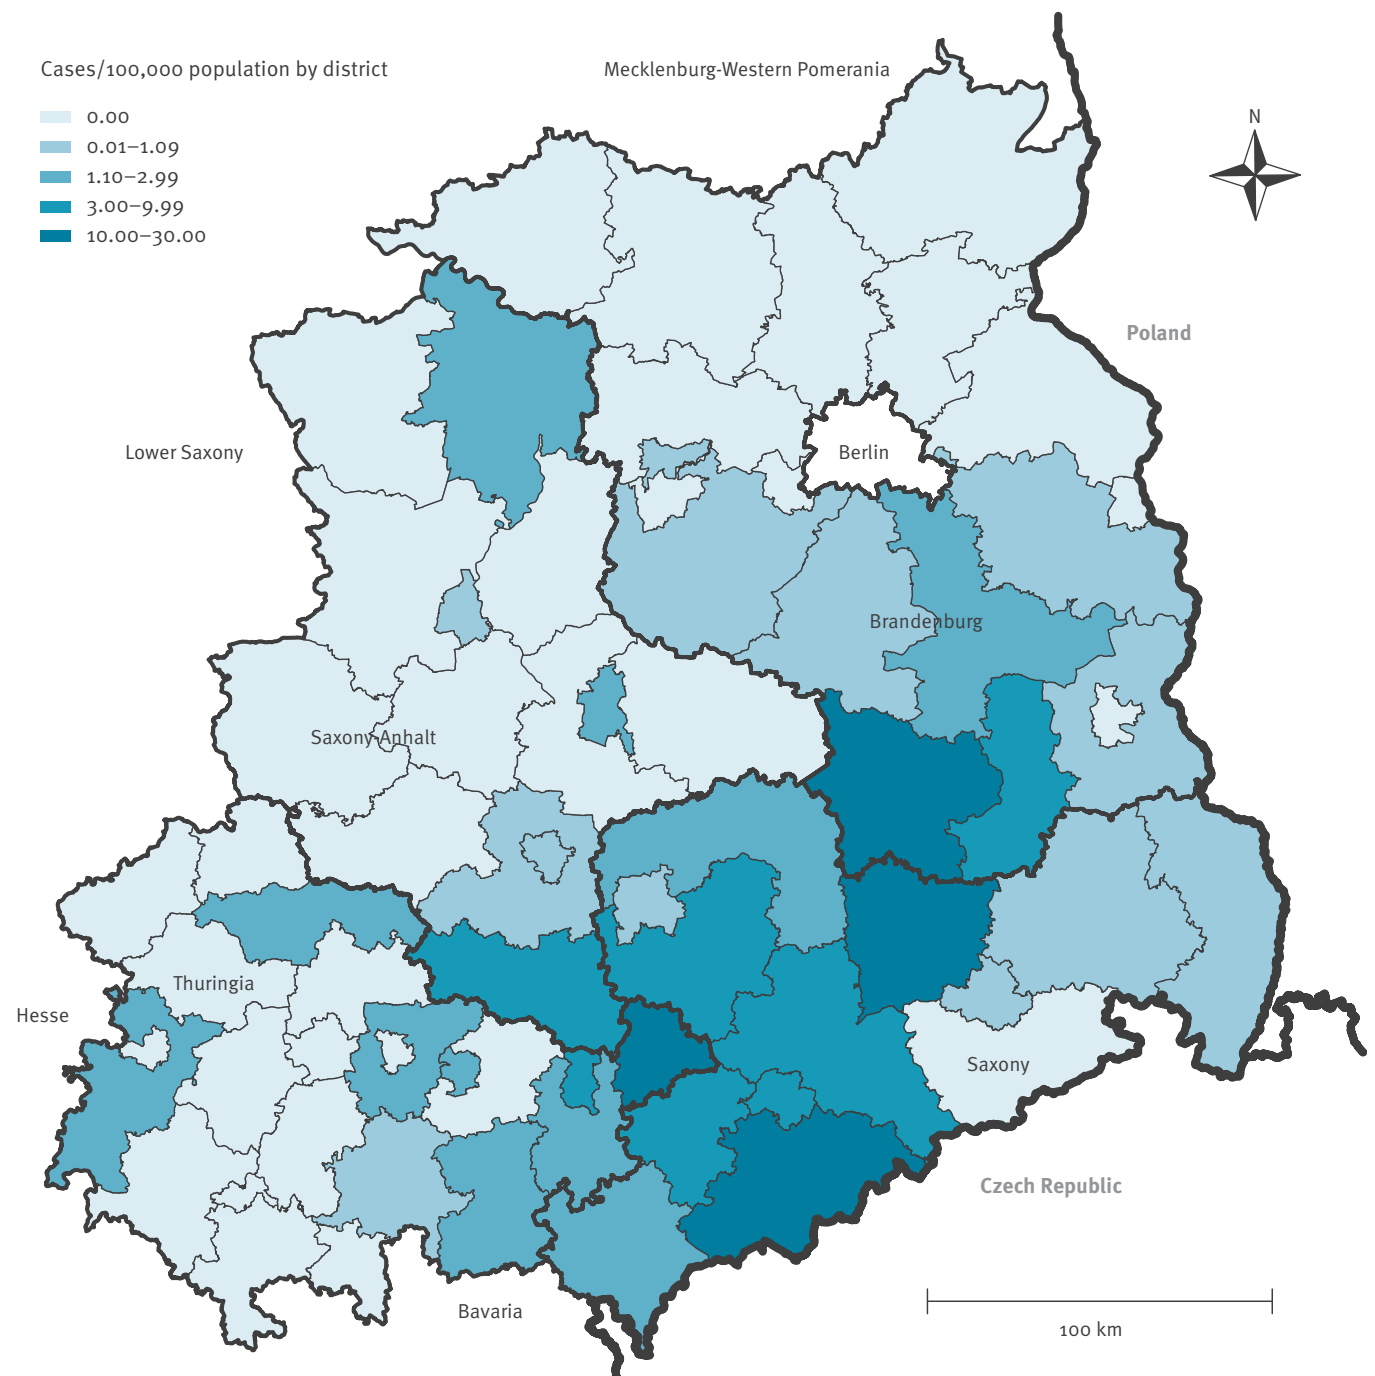 Cases/100,000 population by district
0.00
0.01–1.09
1.10–2.99
3.00–9.99
10.00–30.00
Mecklenburg-Western Pomerania
N
Poland
Lower Saxony
Berlin
Brandenburg
Saxony-Anhalt
Thuringia
Hesse
Saxony
Czech Republic
Bavaria
100 km